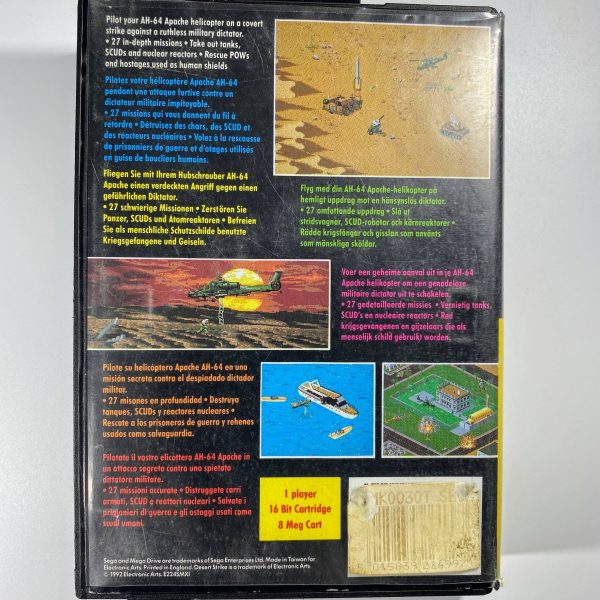 Pilot your AH-64 Apache helicopter on a covert
strike against a ruthless military dictator.
• 27 in-depth missions • Take out tanks,
SCUDs and nuclear reactors • Rescue POWs
and hostages used as human shields
Pilotez votre hélicoptère Apache AH-64
pendant une attaque furtive contre un
dictateur militaire impitoyable.
• 27 missions qui vous donnent du fil à
retordre • Détruisez des chars, des SCUD et
des réacteurs nucléaires • Volez à la rescousse
de prisonniers de guerre et d'otages utilisés
en guise de boucliers humains.
Fliegen Sie mit Ihrem Hubschrauber AH-64
Apache einen verdeckten Angriff gegen einen
gefährlichen Diktator.
• 27 schwierige Missionen • Zerstören Sie
Panzer, SCUDs und Atomreaktoren • Befreien
Sie als menschliche Schutzschilde benutzte
Kriegsgefangene und Geiseln.
Flyg med din AH-64 Apache-helikopter på
hemligt uppdrag mot en hänsynslös diktator.
• 27 omfattande uppdrag • Slå ut
stridsvagnar, SCUD-robotar och kärnreaktorer •
Rädda krigsfångar och gisslan som använts
som mänskliga sköldar.
Voer een geheime aanval uit in je AH-64
Apache helikopter om een genadeloze
militaire dictator uit te schakelen.
• 27 gedetailleerde missies • Vernietig tanks,
SCUD's en nucleaire reactors • Red
krijgsgevangenen en gijzelaars die als
menselijk schild gebruikt worden.
Pilote su helicóptero Apache AH-64 en una
misión secreta contra el despiadado dictador
militar.
• 27 misones en profundidad • Destruya
tanques, SCUDs y reactores nucleares •
Rescate a los prisoneros de guerra y rehenes
usados como salvaguardia.
Pilotate il vostro elicottero AH-64 Apache in
un attacco segreto contro uno spietato
dittatore militare.
• 27 missioni accurate • Distruggete carri
armati, SCUD e reattori nucleari • Salvate i
prigionieri di guerra e gli ostaggi usati come
scudi umani.
1 player
16 Bit Cartridge
8 Meg Cart
Sega and Mega Drive are trademarks of Sega Enterprises Ltd. Made in Taiwan for
Electronic Arts. Printed in Taiwan. Desert Strike is a trademark of Electronic Arts
© 1992 Electronic Arts. E224SMXI